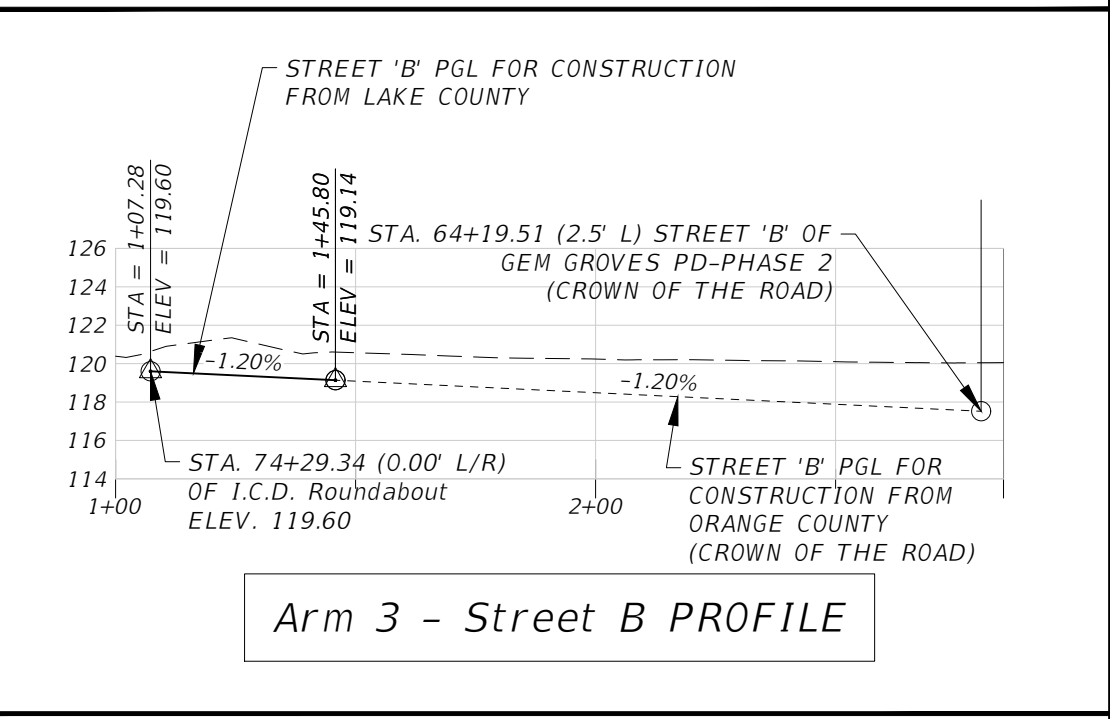 STREET 'B' PGL FOR CONSTRUCTION
FROM LAKE COUNTY
STA = 1+07.28
ELEV = 119.60
STA = 1+45.80
ELEV = 119.14
STA. 64+19.51 (2.5' L) STREET 'B' OF
GEM GROVES PD-PHASE 2
(CROWN OF THE ROAD)
126
124
122
120
118
116
114
-1.20%
-1.20%
STA. 74+29.34 (0.00' L/R)
OF I.C.D. Roundabout
ELEV. 119.60
STREET 'B' PGL FOR
CONSTRUCTION FROM
ORANGE COUNTY
(CROWN OF THE ROAD)
1+00
2+00
Arm 3 - Street B PROFILE